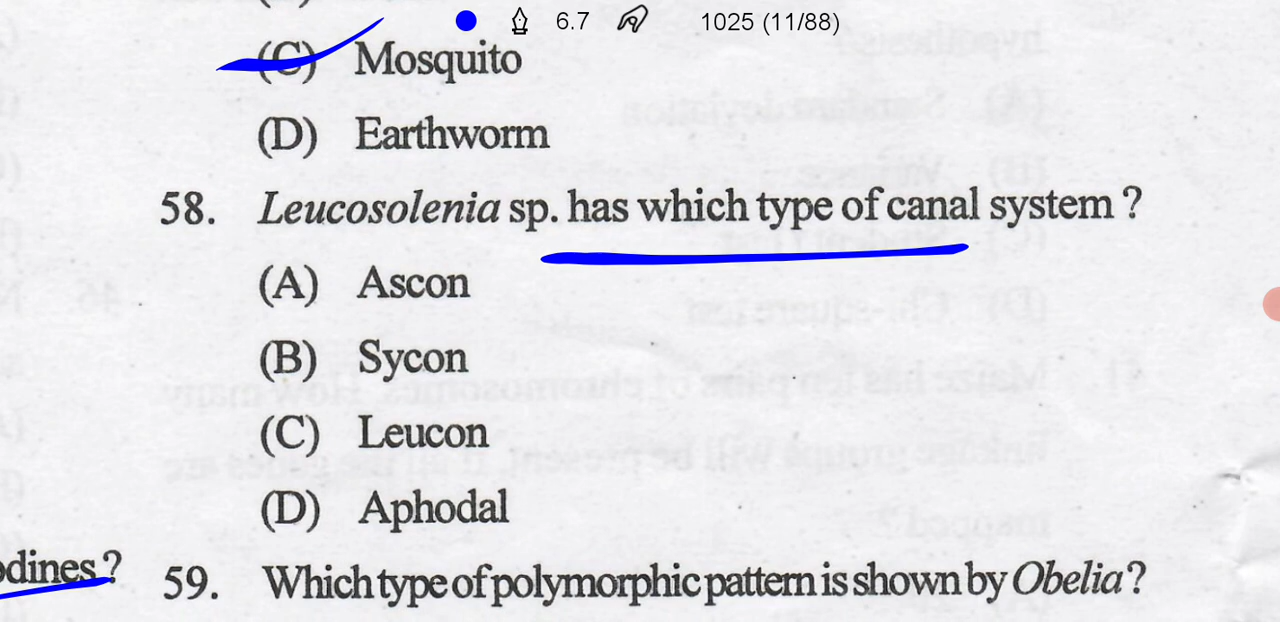 6.7 1025 (11/88)
(C) Mosquito
(D) Earthworm
58. Leucosolenia sp. has which type of canal system ?
(A) Ascon
(B) Sycon
(C) Leucon
(D) Aphodal
dines ?
59. Which type of polymorphic pattern is shown by Obelia ?